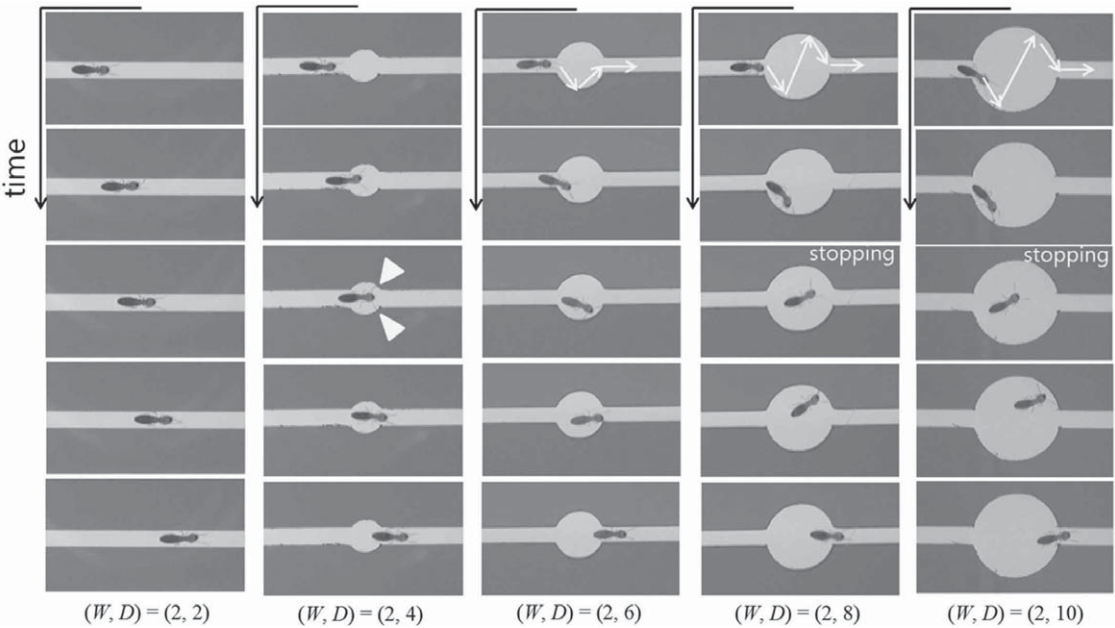 time
stopping
stopping
(W, D) = (2, 2)
(W, D) = (2, 4)
(W, D) = (2, 6)
(W, D) = (2, 8)
(W, D) = (2, 10)